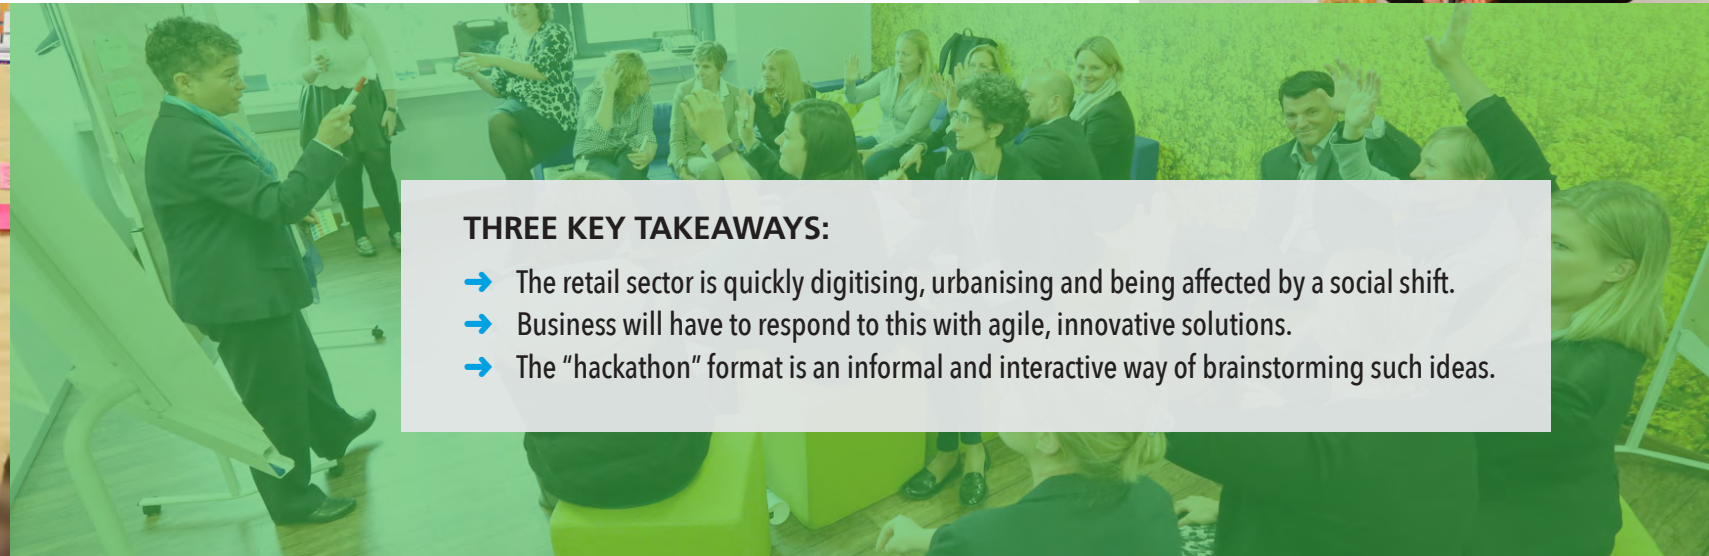 THREE KEY TAKEAWAYS:
➜ The retail sector is quickly digitising, urbanising and being affected by a social shift.
➜ Business will have to respond to this with agile, innovative solutions.
➜ The “hackathon” format is an informal and interactive way of brainstorming such ideas.